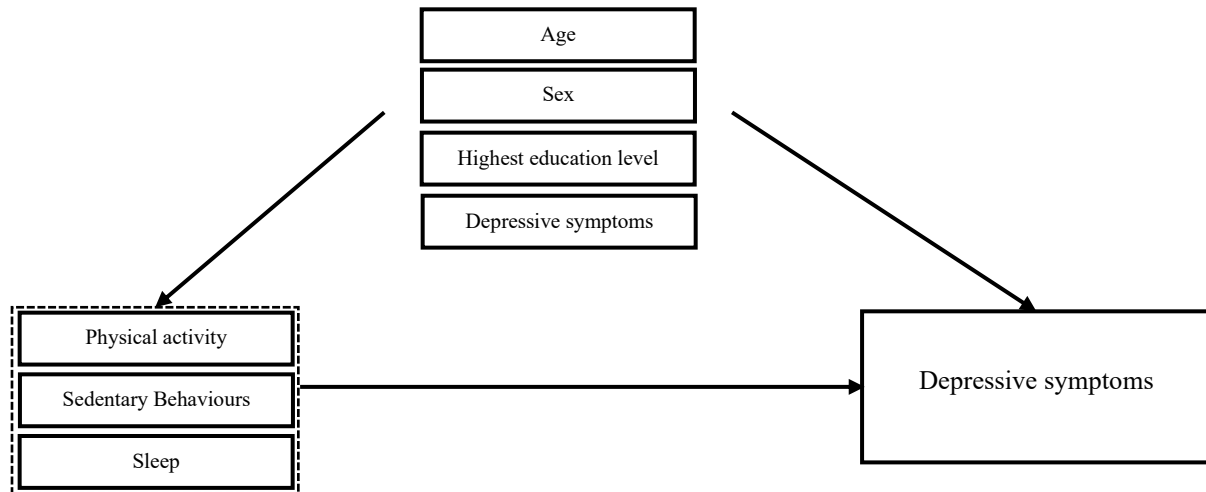 Age
Sex
Highest education level
Depressive symptoms
Physical activity
Sedentary Behaviours
Sleep
Depressive symptoms